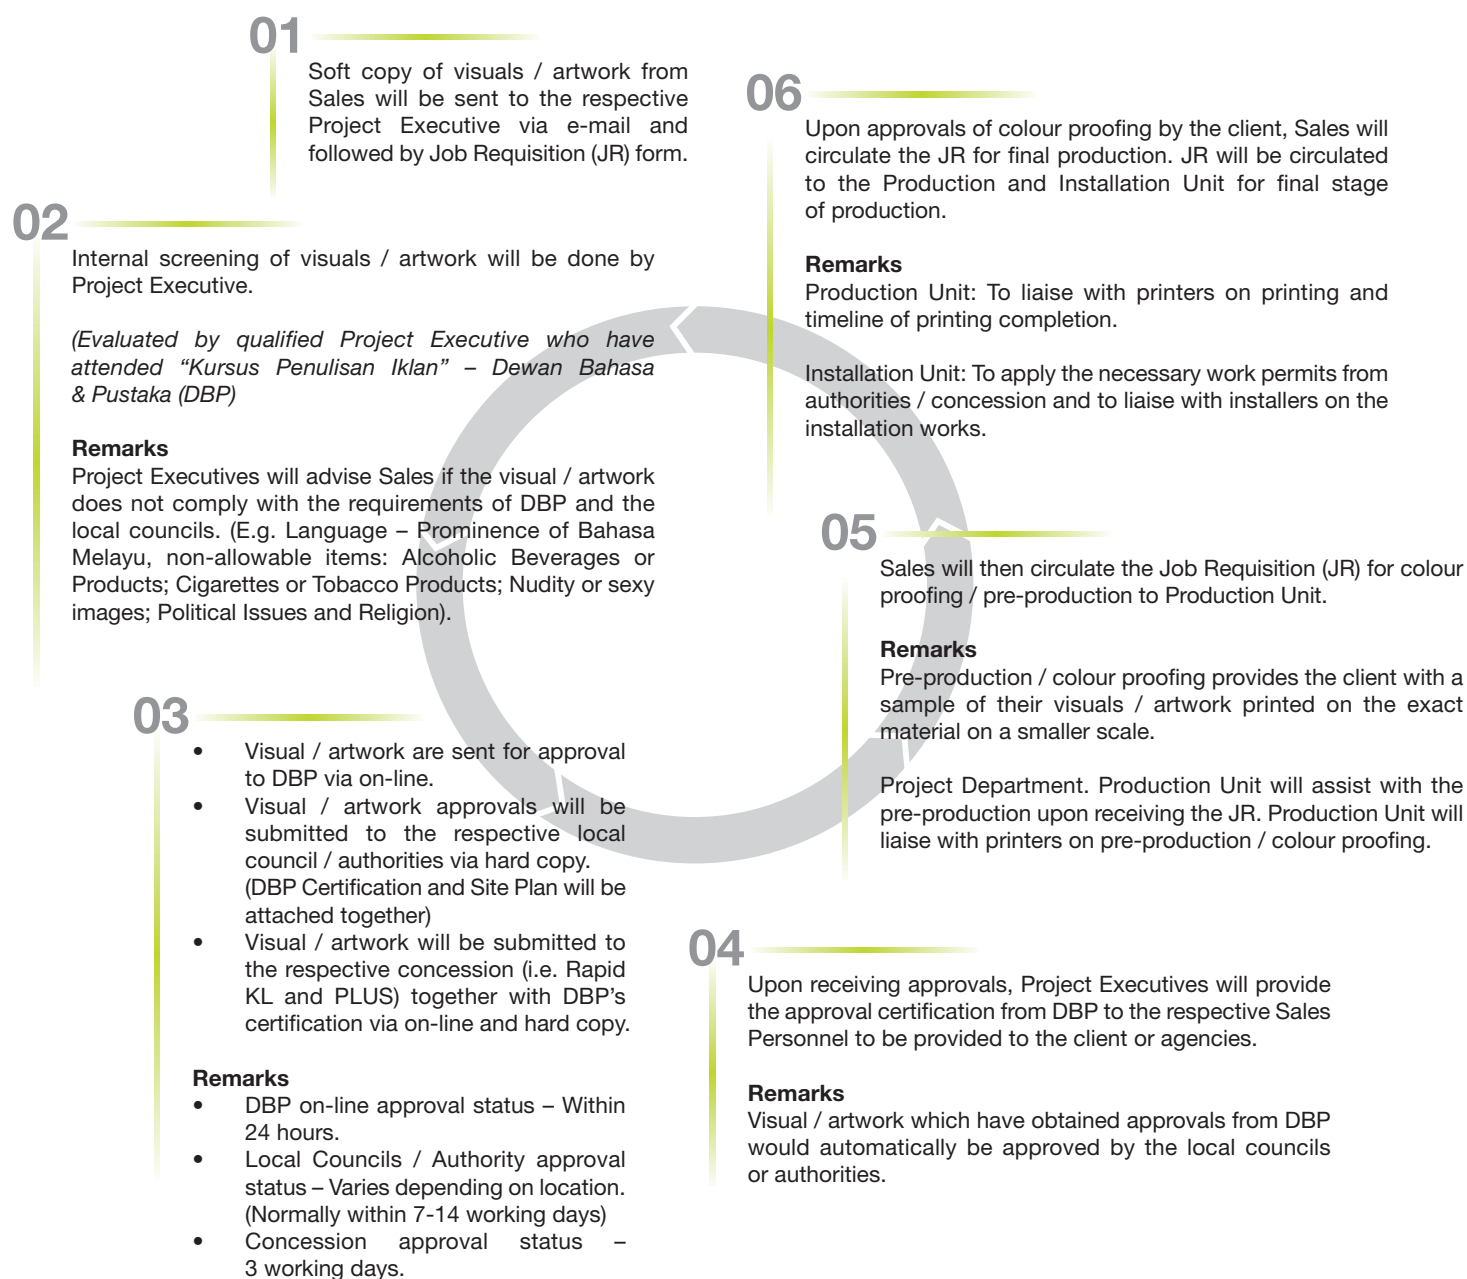 01
Soft copy of visuals / artwork from
Sales will be sent to the respective
Project Executive via e-mail and
followed by Job Requisition (JR) form.
02
Internal screening of visuals / artwork will be done by
Project Executive.
(Evaluated by qualified Project Executive who have
attended “Kursus Penulisan Iklan” – Dewan Bahasa
& Pustaka (DBP)
Remarks
Project Executives will advise Sales if the visual / artwork
does not comply with the requirements of DBP and the
local councils. (E.g. Language – Prominence of Bahasa
Melayu, non-allowable items: Alcoholic Beverages or
Products; Cigarettes or Tobacco Products; Nudity or sexy
images; Political Issues and Religion).
03
• Visual / artwork are sent for approval
to DBP via on-line.
• Visual / artwork approvals will be
submitted to the respective local
council / authorities via hard copy.
(DBP Certification and Site Plan will be
attached together)
• Visual / artwork will be submitted to
the respective concession (i.e. Rapid
KL and PLUS) together with DBP’s
certification via on-line and hard copy.
Remarks
• DBP on-line approval status – Within
24 hours.
• Local Councils / Authority approval
status – Varies depending on location.
(Normally within 7-14 working days)
• Concession approval status –
3 working days.
04
Upon receiving approvals, Project Executives will provide
the approval certification from DBP to the respective Sales
Personnel to be provided to the client or agencies.
Remarks
Visual / artwork which have obtained approvals from DBP
would automatically be approved by the local councils
or authorities.
05
Sales will then circulate the Job Requisition (JR) for colour
proofing / pre-production to Production Unit.
Remarks
Pre-production / colour proofing provides the client with a
sample of their visuals / artwork printed on the exact
material on a smaller scale.
Project Department. Production Unit will assist with the
pre-production upon receiving the JR. Production Unit will
liaise with printers on pre-production / colour proofing.
06
Upon approvals of colour proofing by the client, Sales will
circulate the JR for final production. JR will be circulated
to the Production and Installation Unit for final stage
of production.
Remarks
Production Unit: To liaise with printers on printing and
timeline of printing completion.
Installation Unit: To apply the necessary work permits from
authorities / concession and to liaise with installers on the
installation works.